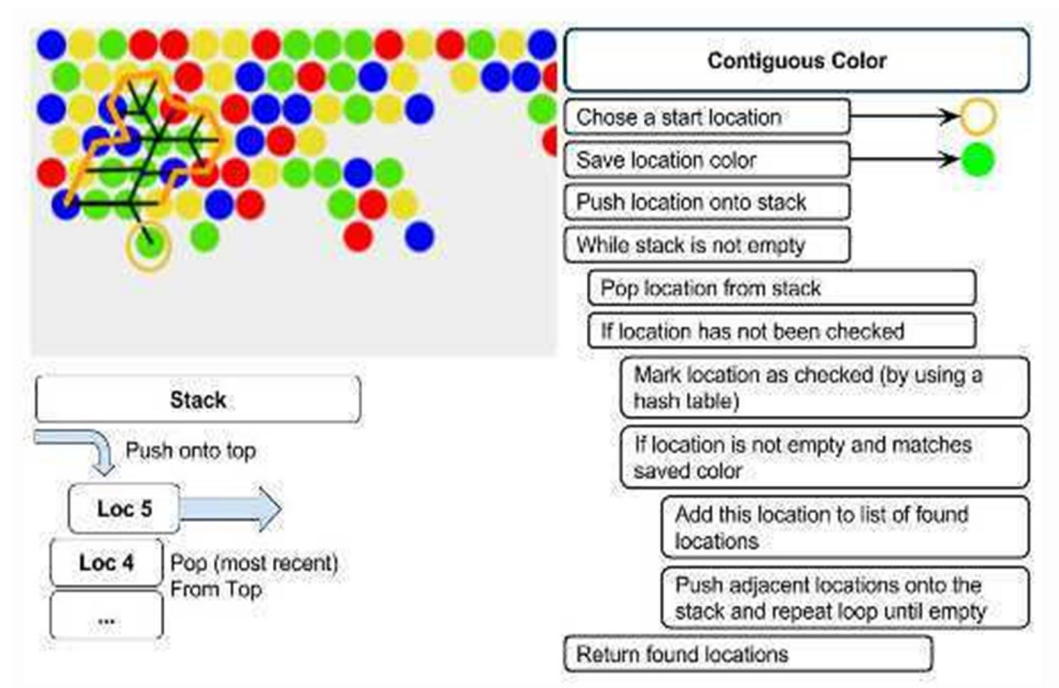 Contiguous Color
Chose a start location
Save location color
Push location onto stack
While stack is not empty
Pop location from stack
If location has not been checked
Mark location as checked (by using a
hash table)
If location is not empty and matches
saved color
Add this location to list of found
locations
Push adjacent locations onto the
stack and repeat loop until empty
Return found locations
Stack
Push onto top
Loc 5
Loc 4
Pop (most recent)
From Top
...